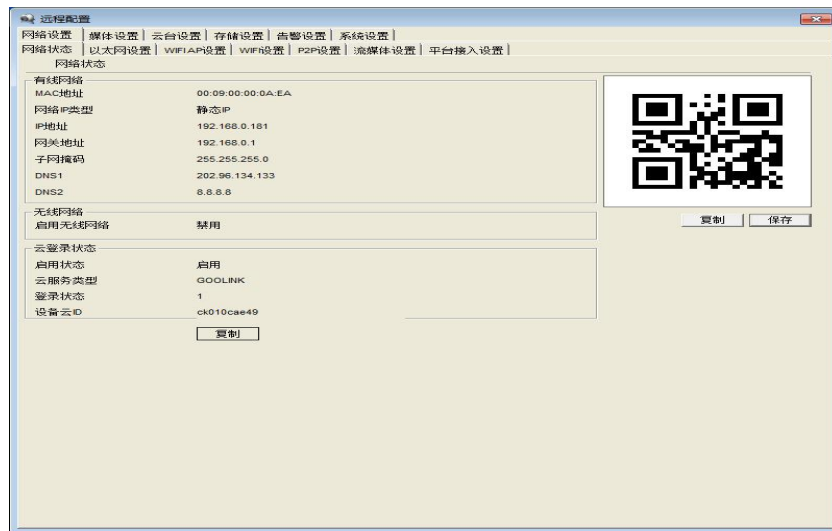 远程配置
网络设置 媒体设置 云台设置 存储设置 告警设置 系统设置
网络状态 以太网设置 WIFI AP设置 WIFI设置 P2P设置 流媒体设置 平台接入设置
网络状态
有线网络
MAC地址 00:09:00:00:0A:EA
网络IP类型 静态IP
IP地址 192.168.0.181
网关地址 192.168.0.1
子网掩码 255.255.255.0
DNS1 202.96.134.133
DNS2 8.8.8.8
无线网络
启用无线网络 禁用
复制 保存
云登录状态
启用状态 启用
云服务类型 GOOLINK
登录状态 1
设备云ID ck010cae49
复制